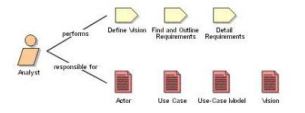 performs
Define Vision
Find and Outline
Requirements
Detail
Requirements
Analyst
responsible for
Actor
Use Case
Use-Case Model
Vision